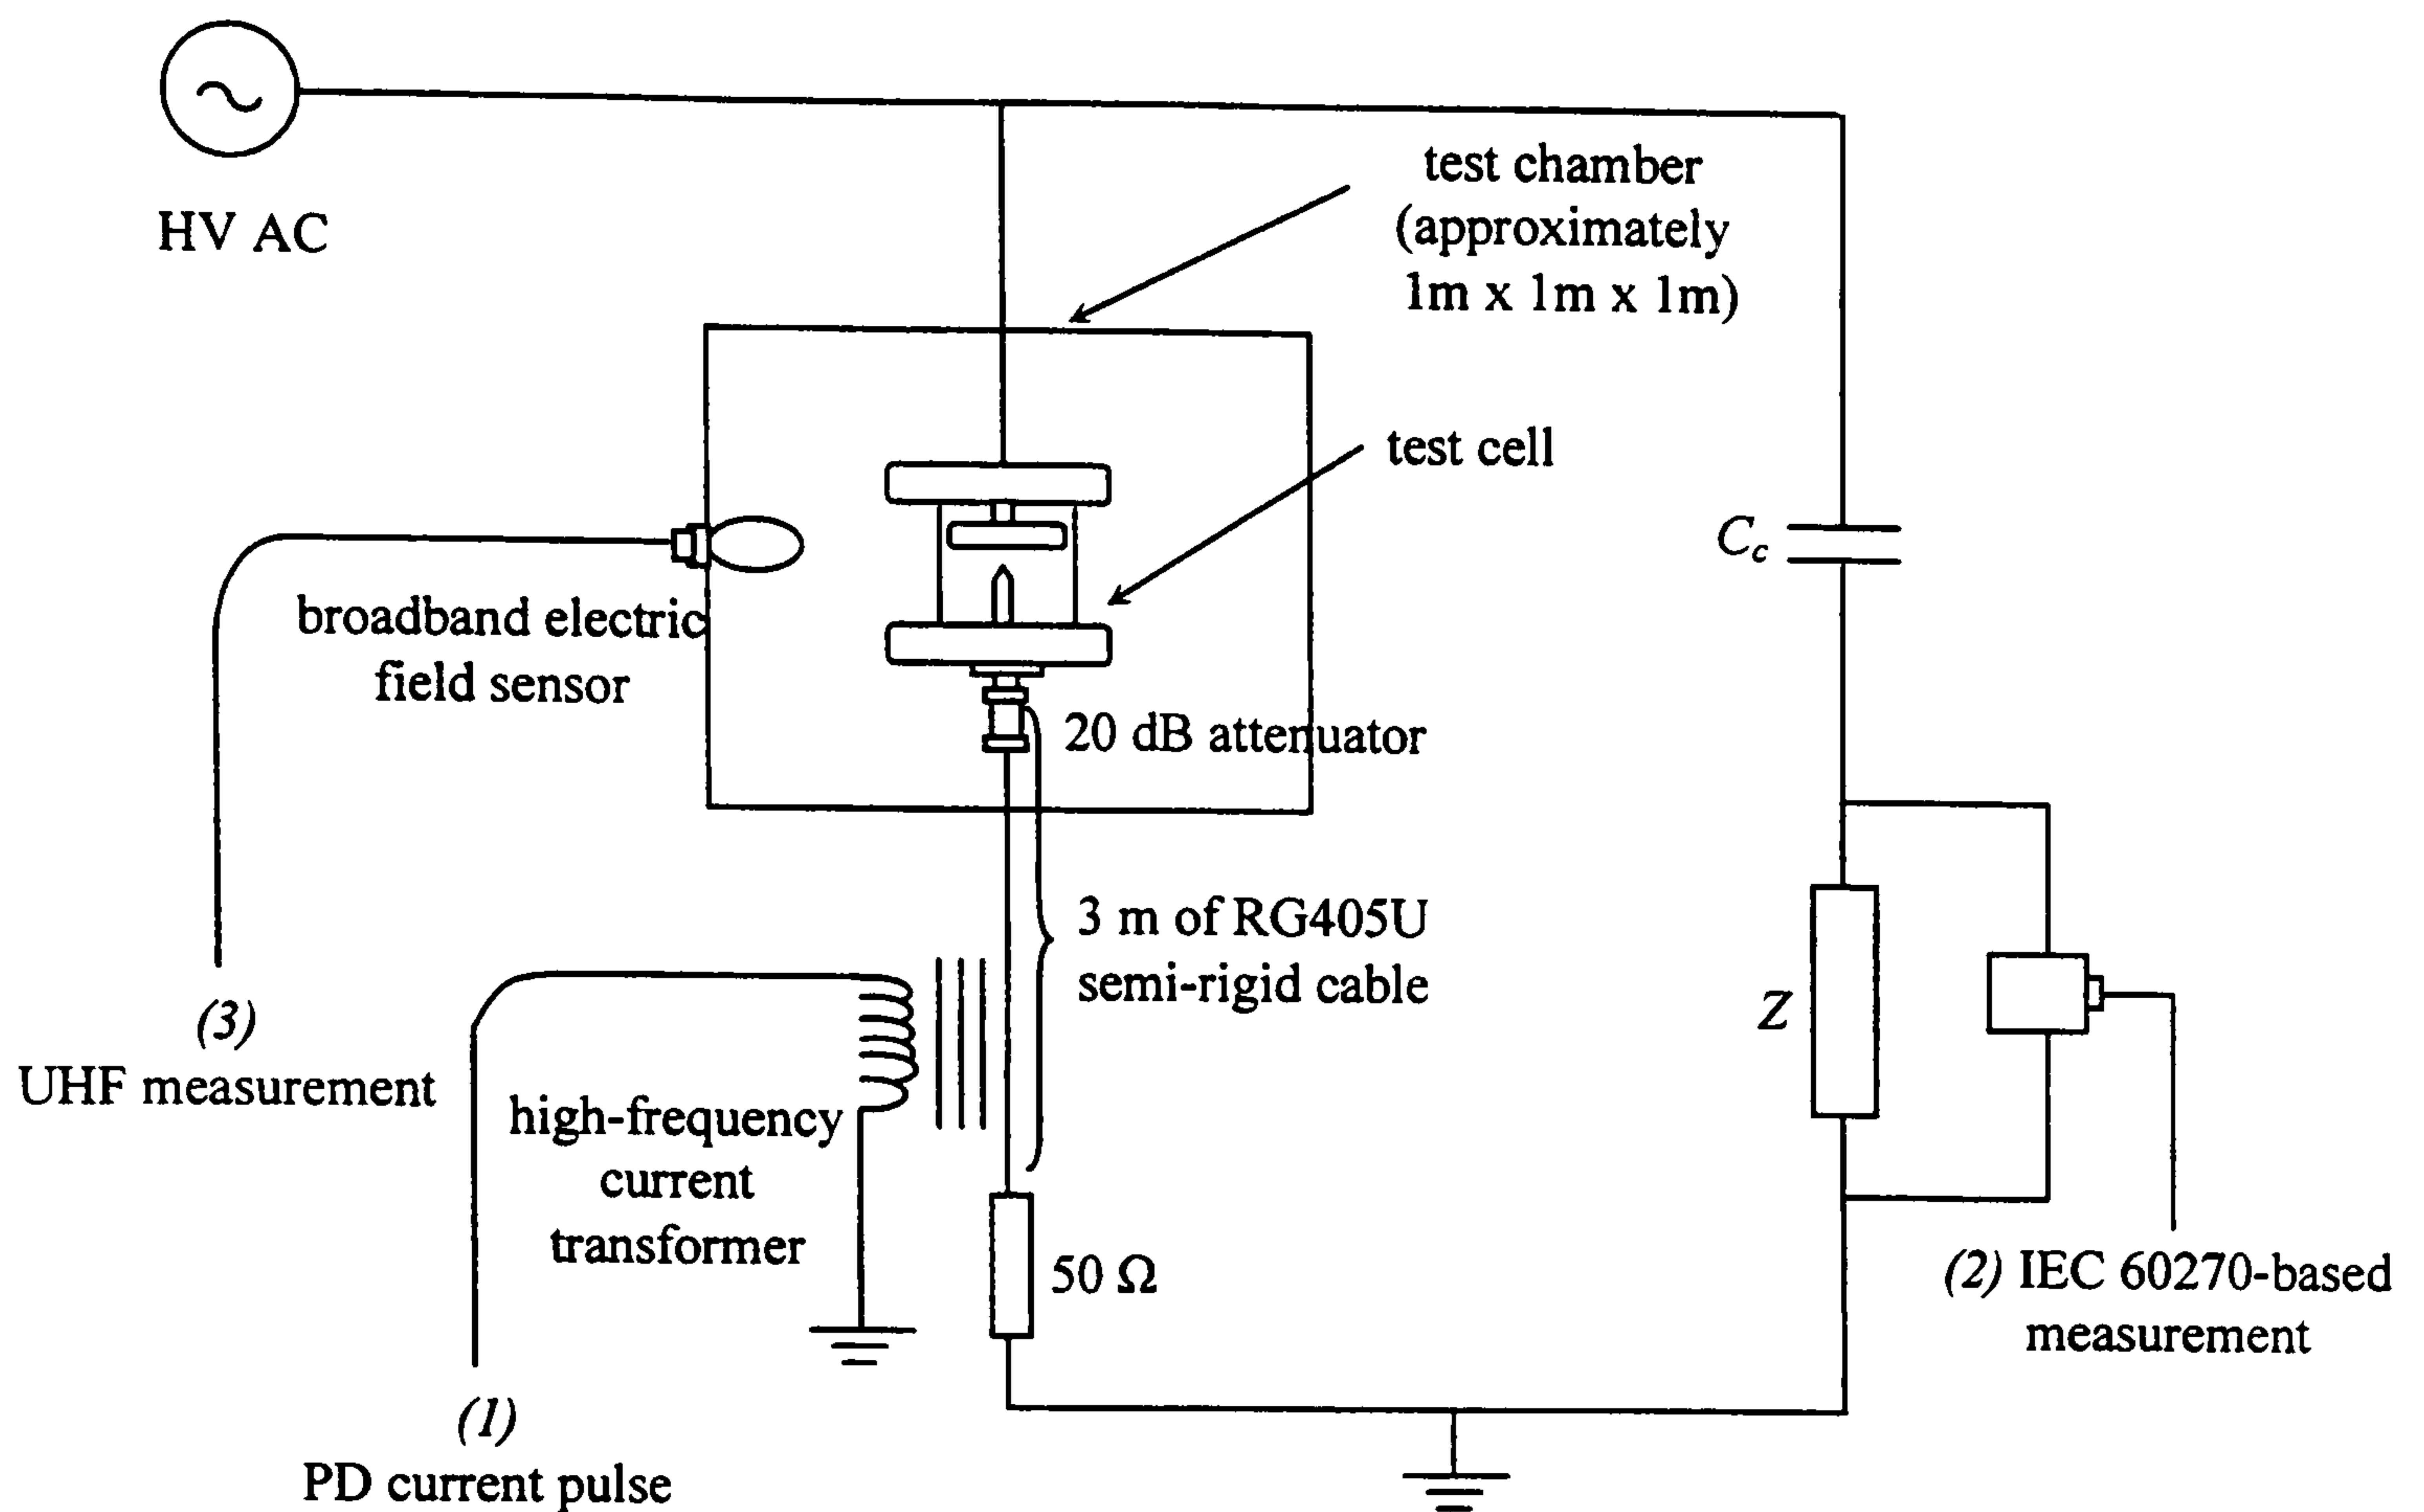 HV AC
test chamber
(approximately
1m x 1m x 1m)
test cell
C_c
broadband electric
field sensor
20 dB attenuator
3 m of RG405U
semi-rigid cable
Z
(3)
UHF measurement
high-frequency
current
transformer
50 Ω
(2) IEC 60270-based
measurement
(1)
PD current pulse